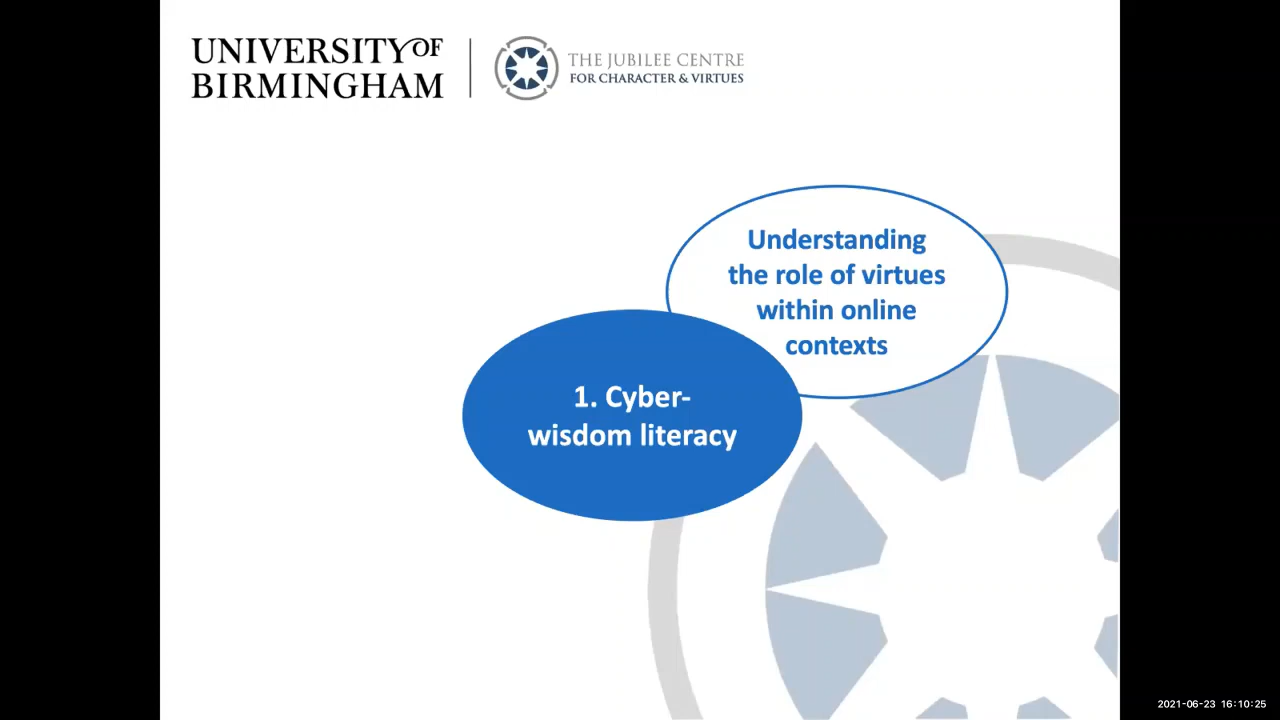 UNIVERSITY OF
BIRMINGHAM
THE JUBILEE CENTRE
FOR CHARACTER & VIRTUES
Understanding
the role of virtues
within online
contexts
1. Cyber-
wisdom literacy
2021-06-23 16:10:25